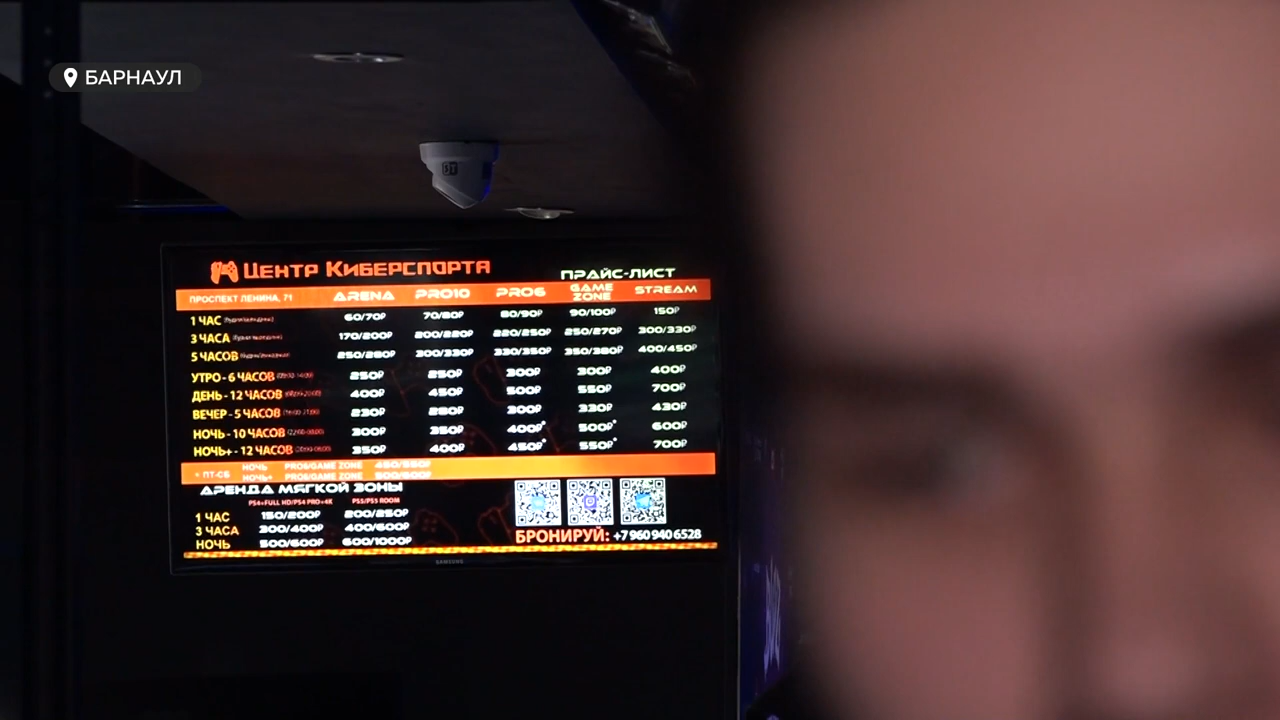 БАРНАУЛ
ЦЕНТР КИБЕРСПОРТА
ПРАЙС-ЛИСТ
ПРОСПЕКТ ЛЕНИНА, 71 ARENA PRO10 PRO6 GAME ZONE STREAM
1 ЧАС 60/70₽ 70/80₽ 80/90₽ 90/100₽ 150₽
3 ЧАСА 170/200₽ 200/220₽ 220/250₽ 250/270₽ 300/330₽
5 ЧАСОВ 250/280₽ 300/330₽ 330/350₽ 350/380₽ 400/450₽
УТРО - 6 ЧАСОВ 250₽ 250₽ 300₽ 300₽ 400₽
ДЕНЬ - 12 ЧАСОВ 400₽ 450₽ 500₽ 550₽ 700₽
ВЕЧЕР - 5 ЧАСОВ 230₽ 280₽ 300₽ 330₽ 430₽
НОЧЬ - 10 ЧАСОВ 300₽ 350₽ 400₽* 500₽* 600₽
НОЧЬ+ - 12 ЧАСОВ 350₽ 400₽ 450₽* 550₽* 700₽
* ПТ-СБ НОЧЬ PRO6/GAME ZONE 450/550₽
НОЧЬ+ PRO6/GAME ZONE
АРЕНДА МЯГКОЙ ЗОНЫ
PS4+FULL HD/PS4 PRO+4K PS5/PS5 ROOM
1 ЧАС 150/200₽ 200/250₽
3 ЧАСА 300/400₽ 400/600₽
НОЧЬ 500/600₽ 600/1000₽
БРОНИРУЙ: +7 960 940 6528
SAMSUNG
ST